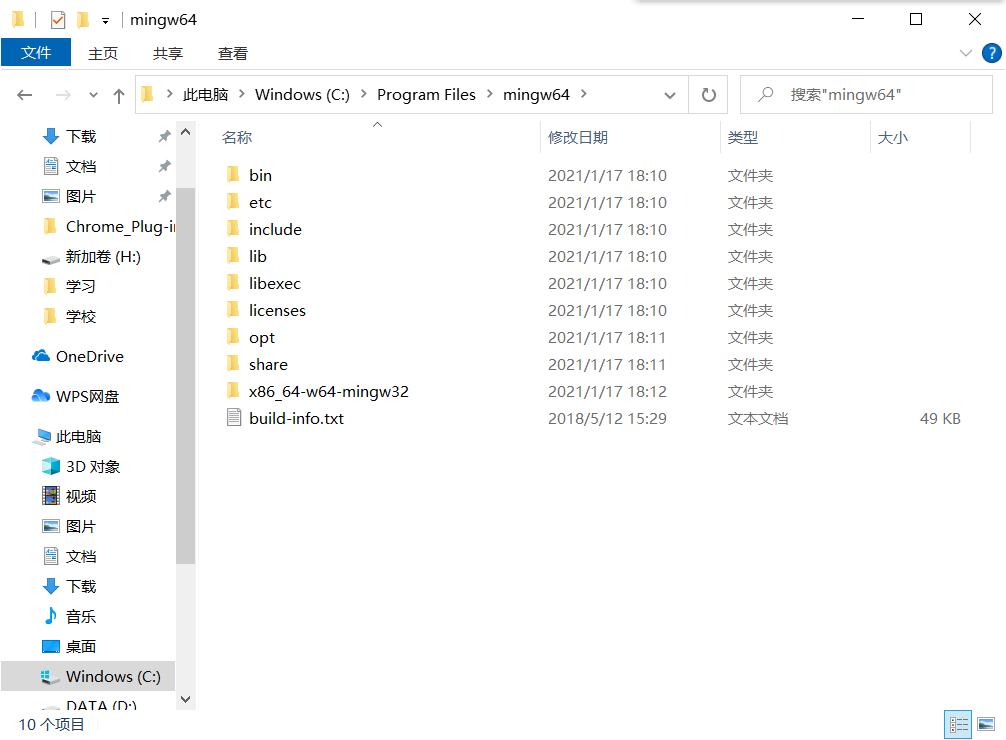 mingw64
文件 主页 共享 查看
此电脑 Windows (C:) Program Files mingw64 搜索"mingw64"
名称 修改日期 类型 大小
bin 2021/1/17 18:10 文件夹
etc 2021/1/17 18:10 文件夹
include 2021/1/17 18:10 文件夹
lib 2021/1/17 18:10 文件夹
libexec 2021/1/17 18:10 文件夹
licenses 2021/1/17 18:10 文件夹
opt 2021/1/17 18:11 文件夹
share 2021/1/17 18:11 文件夹
x86_64-w64-mingw32 2021/1/17 18:12 文件夹
build-info.txt 2018/5/12 15:29 文本文档 49 KB
下载
文档
图片
Chrome_Plug-i
新加卷 (H:)
学习
学校
OneDrive
WPS网盘
此电脑
3D 对象
视频
图片
文档
下载
音乐
桌面
Windows (C:)
DATA (D:)
10 个项目